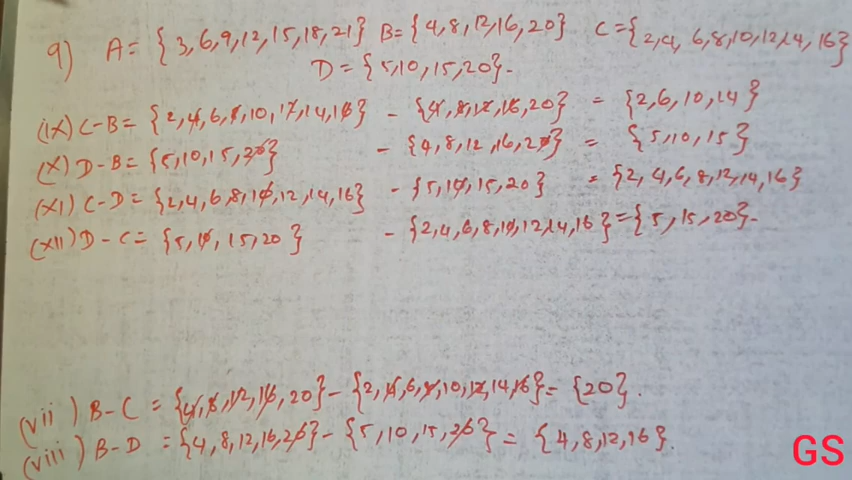 9) A = {3,6,9,12,15,18,21} B = {4,8,12,16,20} C = {2,4, 6,8,10,12,14, 16}
D = {5,10,15,20}.
(ix) C-B = {2,4,6,8,10,12,14,16} - {4,8,12,16,20} = {2,6,10,14}
(x) D-B = {5,10,15,20} - {4,8,12,16,20} = {5,10,15}
(xi) C-D = {2,4,6,8,10,12,14,16} - {5,10,15,20} = {2,4,6,8,12,14,16}
(xii) D-C = {5,10,15,20} - {2,4,6,8,10,12,14,16} = {5,15,20}.
(vii) B-C = {4,8,12,16,20} - {2,4,6,8,10,12,14,16} = {20}.
(viii) B-D = {4,8,12,16,20} - {5,10,15,20} = {4,8,12,16}.
GS